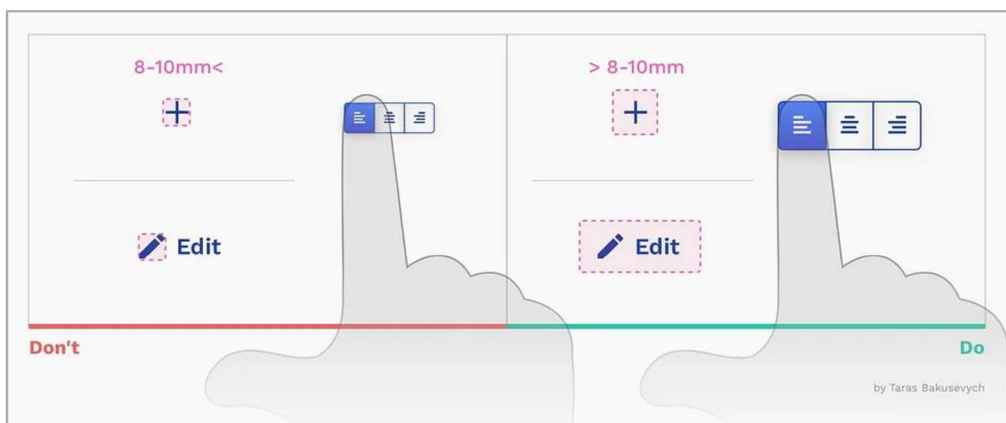 8-10mm<
> 8-10mm
Edit
Edit
Don't
Do
by Taras Bakusevych